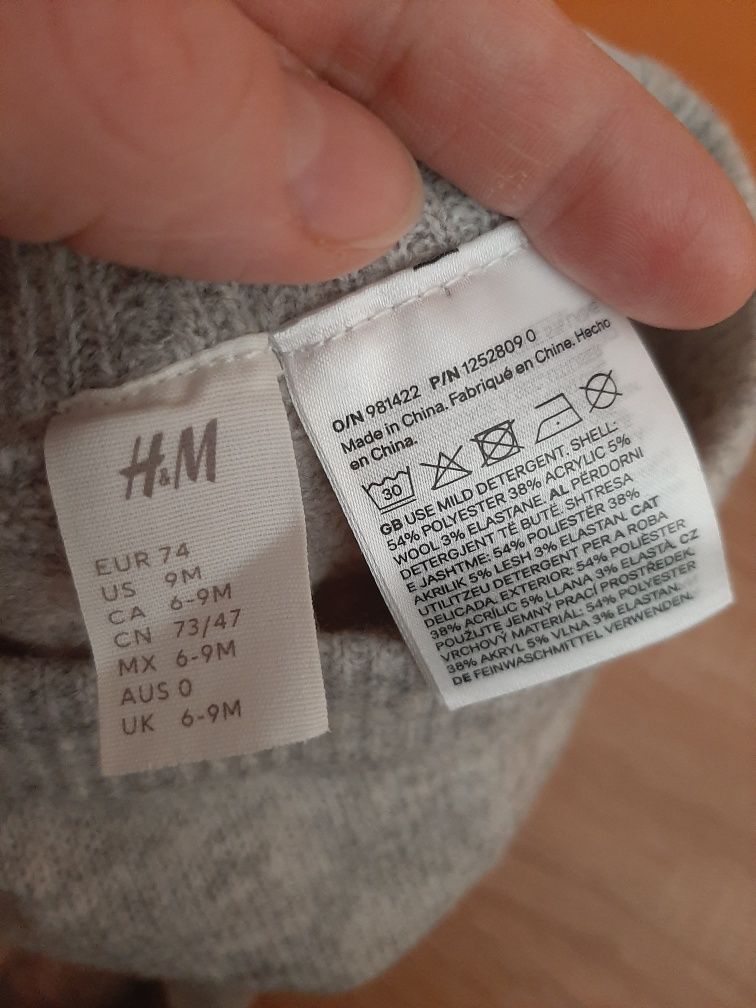 H&M
EUR 74
US 9M
CA 6-9M
CN 73/47
MX 6-9M
AUS 0
UK 6-9M
O/N 981422 P/N 1252809 0
Made in China. Fabriqué en Chine. Hecho
en China.
30
GB USE MILD DETERGENT. SHELL:
54% POLYESTER 38% ACRYLIC 5%
WOOL 3% ELASTANE. AL PËRDORNI
DETERGJENT TË BUTË. SHTRESA
E JASHTME: 54% POLIESTËR 38%
AKRILIK 5% LESH 3% ELASTAN. CAT
UTILITZEU DETERGENT PER A ROBA
DELICADA. EXTERIOR: 54% POLIÈSTER
38% ACRÍLIC 5% LLANA 3% ELASTÀ. CZ
POUŽIJTE JEMNÝ PRACÍ PROSTŘEDEK.
VRCHOVÝ MATERIÁL: 54% POLYESTER
38% AKRYL 5% VLNA 3% ELASTAN.
DE FEINWASCHMITTEL VERWENDEN.